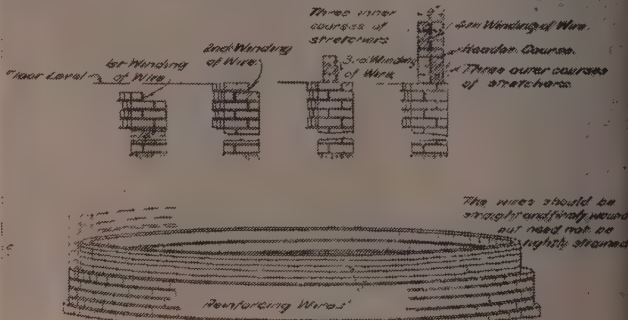 Three inner
courses of
stretchers
4th Winding of Wire.
Header Course.
Three outer courses
of stretchers.
2nd Winding
of Wire.
3rd Winding
of Wire
1st Winding
of Wire
Floor Level
The wires should be
straight and firmly wound
but need not be
tightly strained
Reinforcing Wires